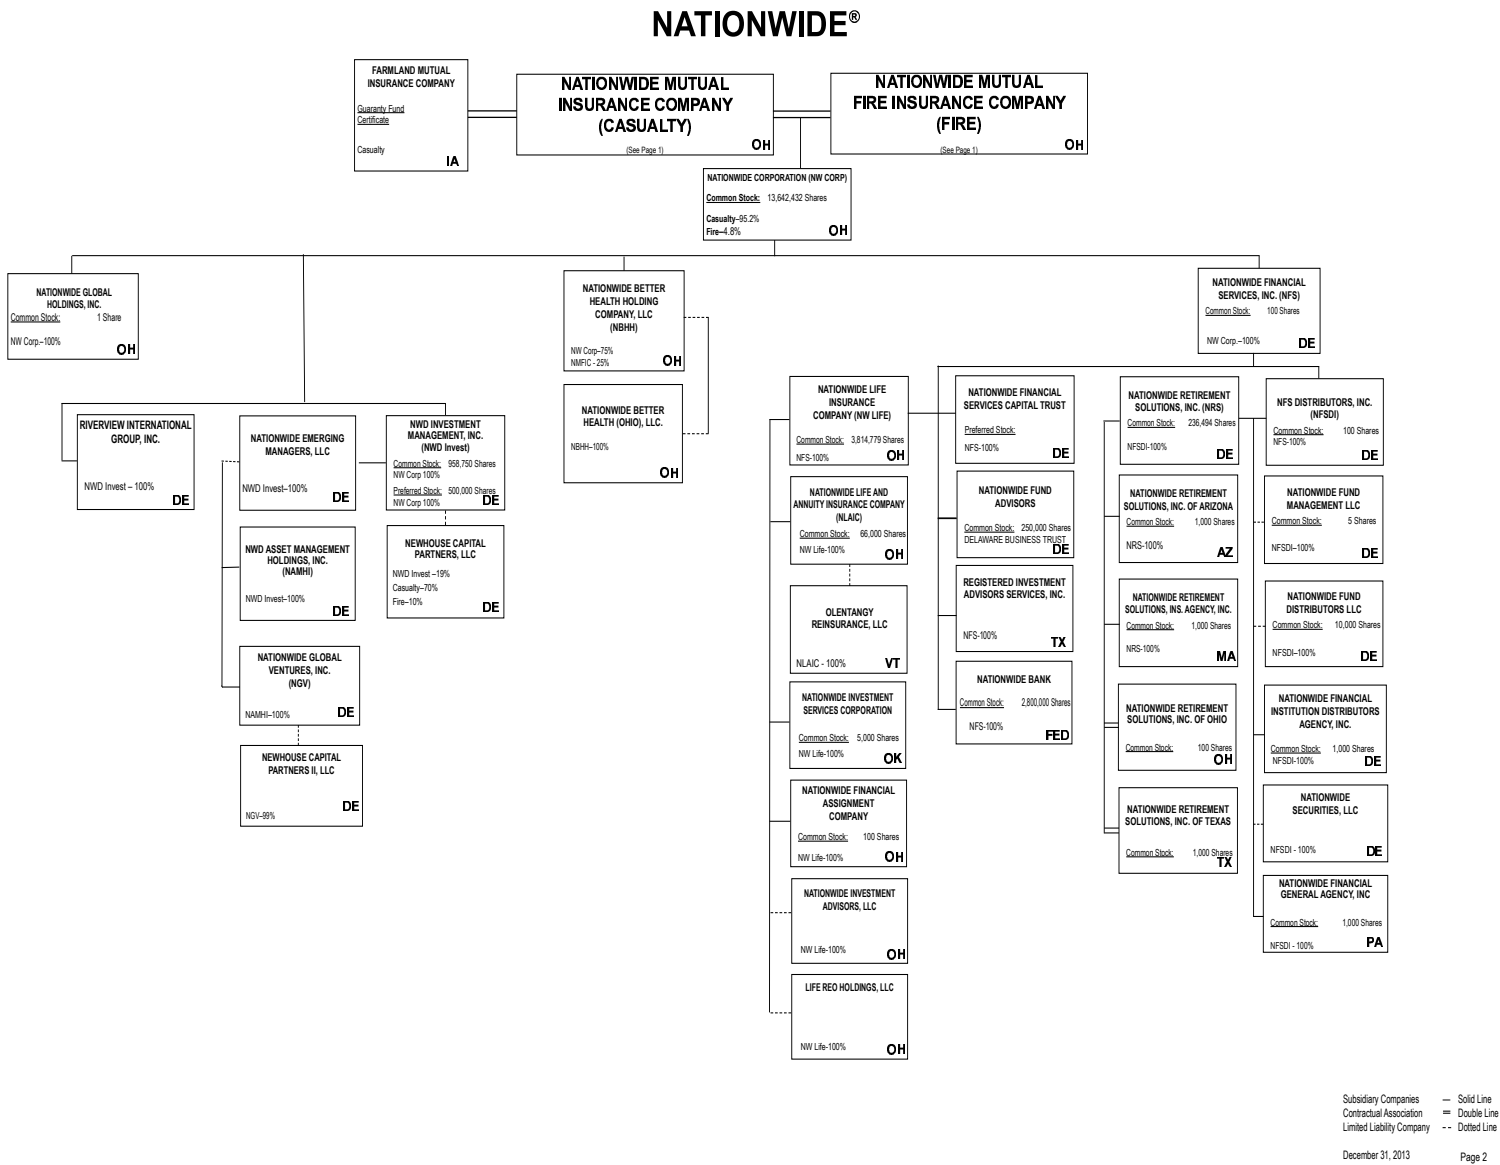 NATIONWIDE®
FARMLAND MUTUAL
INSURANCE COMPANY
Guaranty Fund
Certificate
Casualty
IA
NATIONWIDE MUTUAL
INSURANCE COMPANY
(CASUALTY)
(See Page 1)
OH
NATIONWIDE MUTUAL
FIRE INSURANCE COMPANY
(FIRE)
(See Page 1)
OH
NATIONWIDE CORPORATION (NW CORP)
Common Stock: 13,642,432 Shares
Casualty–95.2%
Fire–4.8%
OH
NATIONWIDE GLOBAL
HOLDINGS, INC.
Common Stock: 1 Share
NW Corp.–100%
OH
NATIONWIDE BETTER
HEALTH HOLDING
COMPANY, LLC
(NBHH)
NW Corp–75%
NMFIC - 25%
OH
NATIONWIDE FINANCIAL
SERVICES, INC. (NFS)
Common Stock: 100 Shares
NW Corp.–100%
DE
RIVERVIEW INTERNATIONAL
GROUP, INC.
NWD Invest – 100%
DE
NATIONWIDE EMERGING
MANAGERS, LLC
NWD Invest–100%
DE
NWD INVESTMENT
MANAGEMENT, INC.
(NWD Invest)
Common Stock: 958,750 Shares
NW Corp 100%
Preferred Stock: 500,000 Shares
NW Corp 100%
DE
NWD ASSET MANAGEMENT
HOLDINGS, INC.
(NAMHI)
NWD Invest–100%
DE
NEWHOUSE CAPITAL
PARTNERS, LLC
NWD Invest –19%
Casualty–70%
Fire–10%
DE
NATIONWIDE GLOBAL
VENTURES, INC.
(NGV)
NAMHI–100%
DE
NEWHOUSE CAPITAL
PARTNERS II, LLC
NGV–99%
DE
NATIONWIDE BETTER
HEALTH (OHIO), LLC.
NBHH–100%
OH
NATIONWIDE LIFE
INSURANCE
COMPANY (NW LIFE)
Common Stock: 3,814,779 Shares
NFS-100%
OH
NATIONWIDE LIFE AND
ANNUITY INSURANCE COMPANY
(NLAIC)
Common Stock: 66,000 Shares
NW Life-100%
OH
OLENTANGY
REINSURANCE, LLC
NLAIC - 100%
VT
NATIONWIDE INVESTMENT
SERVICES CORPORATION
Common Stock: 5,000 Shares
NW Life-100%
OK
NATIONWIDE FINANCIAL
ASSIGNMENT
COMPANY
Common Stock: 100 Shares
NW Life-100%
OH
NATIONWIDE INVESTMENT
ADVISORS, LLC
NW Life-100%
OH
LIFE REO HOLDINGS, LLC
NW Life-100%
OH
NATIONWIDE FINANCIAL
SERVICES CAPITAL TRUST
Preferred Stock:
NFS-100%
DE
NATIONWIDE FUND
ADVISORS
Common Stock: 250,000 Shares
DELAWARE BUSINESS TRUST
DE
REGISTERED INVESTMENT
ADVISORS SERVICES, INC.
NFS-100%
TX
NATIONWIDE BANK
Common Stock: 2,800,000 Shares
NFS-100%
FED
NATIONWIDE RETIREMENT
SOLUTIONS, INC. (NRS)
Common Stock: 236,494 Shares
NFSDI-100%
DE
NATIONWIDE RETIREMENT
SOLUTIONS, INC. OF ARIZONA
Common Stock: 1,000 Shares
NRS-100%
AZ
NATIONWIDE RETIREMENT
SOLUTIONS, INS. AGENCY, INC.
Common Stock: 1,000 Shares
NRS-100%
MA
NATIONWIDE RETIREMENT
SOLUTIONS, INC. OF OHIO
Common Stock: 100 Shares
OH
NATIONWIDE RETIREMENT
SOLUTIONS, INC. OF TEXAS
Common Stock: 1,000 Shares
TX
NFS DISTRIBUTORS, INC.
(NFSDI)
Common Stock: 100 Shares
NFS-100%
DE
NATIONWIDE FUND
MANAGEMENT LLC
Common Stock: 5 Shares
NFSDI–100%
DE
NATIONWIDE FUND
DISTRIBUTORS LLC
Common Stock: 10,000 Shares
NFSDI–100%
DE
NATIONWIDE FINANCIAL
INSTITUTION DISTRIBUTORS
AGENCY, INC.
Common Stock: 1,000 Shares
NFSDI-100%
DE
NATIONWIDE
SECURITIES, LLC
NFSDI - 100%
DE
NATIONWIDE FINANCIAL
GENERAL AGENCY, INC
Common Stock: 1,000 Shares
NFSDI - 100%
PA
Subsidiary Companies — Solid Line
Contractual Association = Double Line
Limited Liability Company - - Dotted Line
December 31, 2013 Page 2